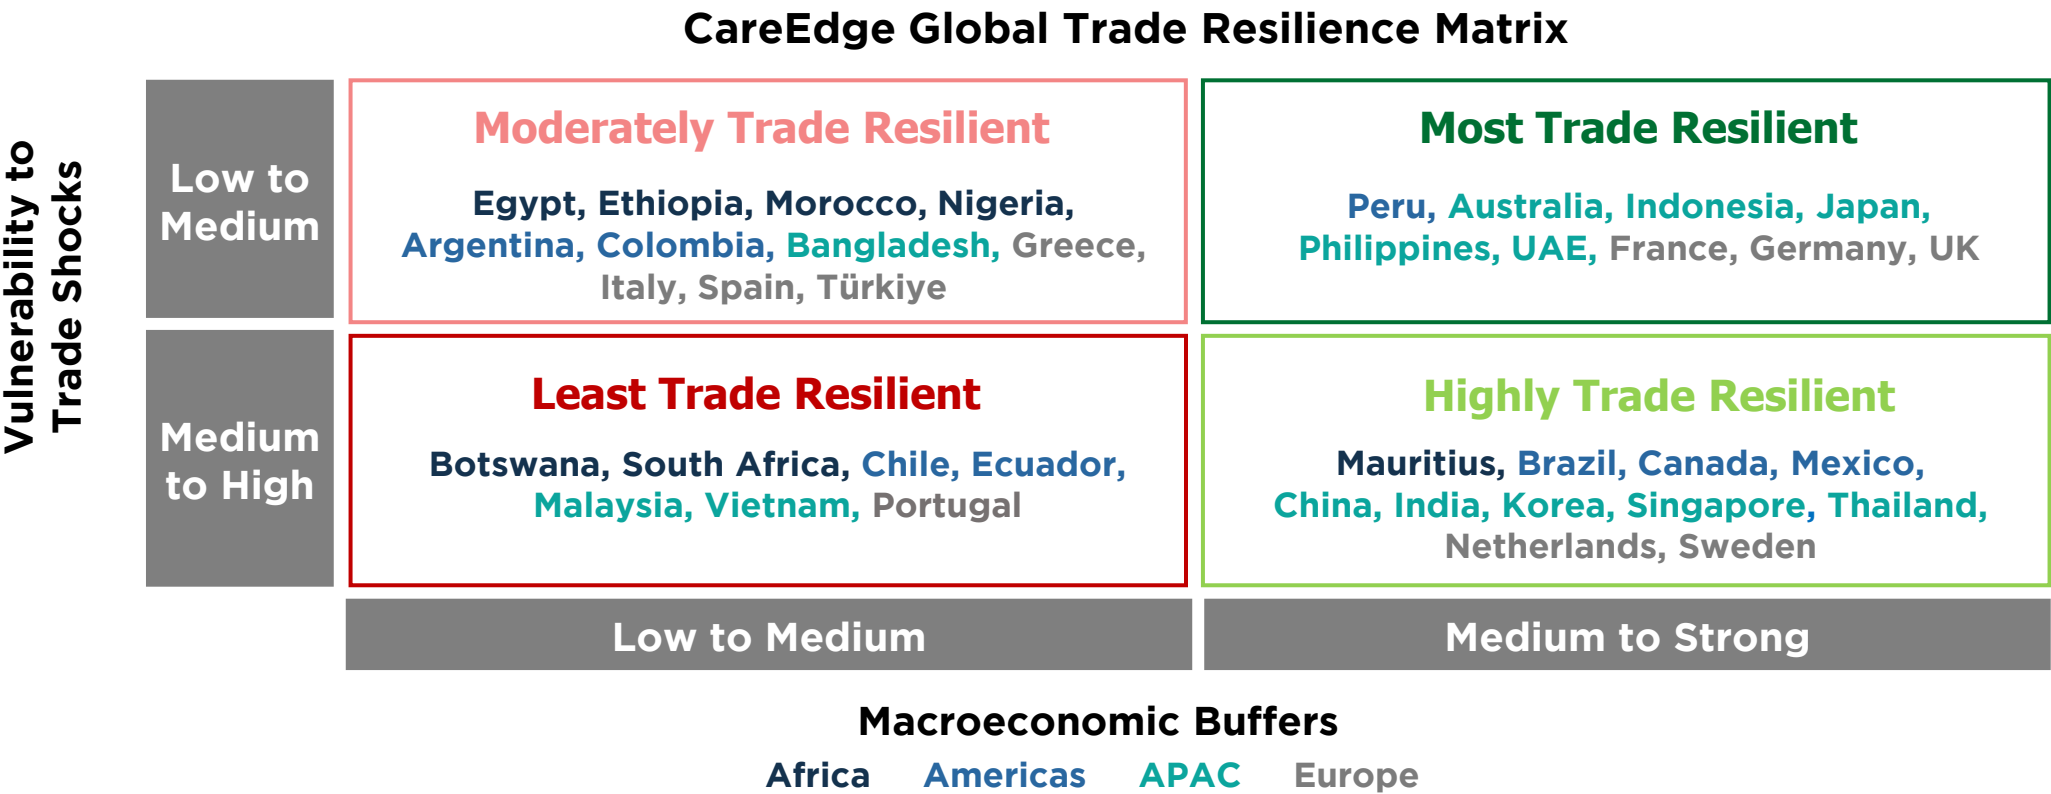 CareEdge Global Trade Resilience Matrix
Vulnerability to
Trade Shocks
Low to
Medium
Moderately Trade Resilient
Egypt, Ethiopia, Morocco, Nigeria,
Argentina, Colombia, Bangladesh, Greece,
Italy, Spain, Türkiye
Most Trade Resilient
Peru, Australia, Indonesia, Japan,
Philippines, UAE, France, Germany, UK
Medium
to High
Least Trade Resilient
Botswana, South Africa, Chile, Ecuador,
Malaysia, Vietnam, Portugal
Highly Trade Resilient
Mauritius, Brazil, Canada, Mexico,
China, India, Korea, Singapore, Thailand,
Netherlands, Sweden
Low to Medium
Medium to Strong
Macroeconomic Buffers
Africa Americas APAC Europe